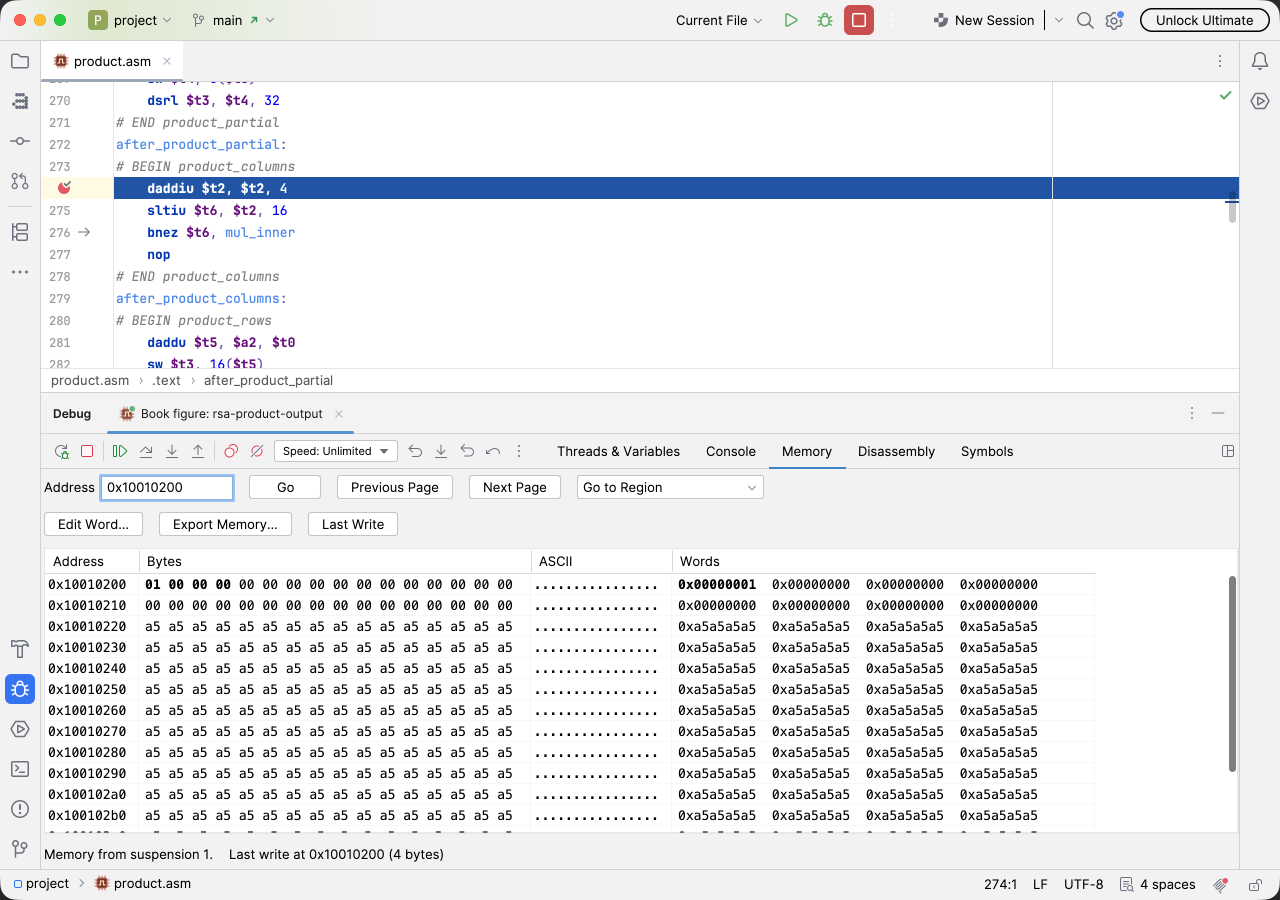 P project main Current File New Session Unlock Ultimate
product.asm
270 dsrl $t3, $t4, 32
271 # END product_partial
272 after_product_partial:
273 # BEGIN product_columns
daddiu $t2, $t2, 4
275 sltiu $t6, $t2, 16
276 bnez $t6, mul_inner
277 nop
278 # END product_columns
279 after_product_columns:
280 # BEGIN product_rows
281 daddu $t5, $a2, $t0
282 sw $t3, 16($t5)
product.asm › .text › after_product_partial
Debug Book figure: rsa-product-output
Speed: Unlimited Threads & Variables Console Memory Disassembly Symbols
Address 0x10010200 Go Previous Page Next Page Go to Region
Edit Word... Export Memory... Last Write
Address Bytes ASCII Words
0x10010200 01 00 00 00 00 00 00 00 00 00 00 00 00 00 00 00 ................ 0x00000001 0x00000000 0x00000000 0x00000000
0x10010210 00 00 00 00 00 00 00 00 00 00 00 00 00 00 00 00 ................ 0x00000000 0x00000000 0x00000000 0x00000000
0x10010220 a5 a5 a5 a5 a5 a5 a5 a5 a5 a5 a5 a5 a5 a5 a5 a5 ................ 0xa5a5a5a5 0xa5a5a5a5 0xa5a5a5a5 0xa5a5a5a5
0x10010230 a5 a5 a5 a5 a5 a5 a5 a5 a5 a5 a5 a5 a5 a5 a5 a5 ................ 0xa5a5a5a5 0xa5a5a5a5 0xa5a5a5a5 0xa5a5a5a5
0x10010240 a5 a5 a5 a5 a5 a5 a5 a5 a5 a5 a5 a5 a5 a5 a5 a5 ................ 0xa5a5a5a5 0xa5a5a5a5 0xa5a5a5a5 0xa5a5a5a5
0x10010250 a5 a5 a5 a5 a5 a5 a5 a5 a5 a5 a5 a5 a5 a5 a5 a5 ................ 0xa5a5a5a5 0xa5a5a5a5 0xa5a5a5a5 0xa5a5a5a5
0x10010260 a5 a5 a5 a5 a5 a5 a5 a5 a5 a5 a5 a5 a5 a5 a5 a5 ................ 0xa5a5a5a5 0xa5a5a5a5 0xa5a5a5a5 0xa5a5a5a5
0x10010270 a5 a5 a5 a5 a5 a5 a5 a5 a5 a5 a5 a5 a5 a5 a5 a5 ................ 0xa5a5a5a5 0xa5a5a5a5 0xa5a5a5a5 0xa5a5a5a5
0x10010280 a5 a5 a5 a5 a5 a5 a5 a5 a5 a5 a5 a5 a5 a5 a5 a5 ................ 0xa5a5a5a5 0xa5a5a5a5 0xa5a5a5a5 0xa5a5a5a5
0x10010290 a5 a5 a5 a5 a5 a5 a5 a5 a5 a5 a5 a5 a5 a5 a5 a5 ................ 0xa5a5a5a5 0xa5a5a5a5 0xa5a5a5a5 0xa5a5a5a5
0x100102a0 a5 a5 a5 a5 a5 a5 a5 a5 a5 a5 a5 a5 a5 a5 a5 a5 ................ 0xa5a5a5a5 0xa5a5a5a5 0xa5a5a5a5 0xa5a5a5a5
0x100102b0 a5 a5 a5 a5 a5 a5 a5 a5 a5 a5 a5 a5 a5 a5 a5 a5 ................ 0xa5a5a5a5 0xa5a5a5a5 0xa5a5a5a5 0xa5a5a5a5
Memory from suspension 1. Last write at 0x10010200 (4 bytes)
project › product.asm 274:1 LF UTF-8 4 spaces